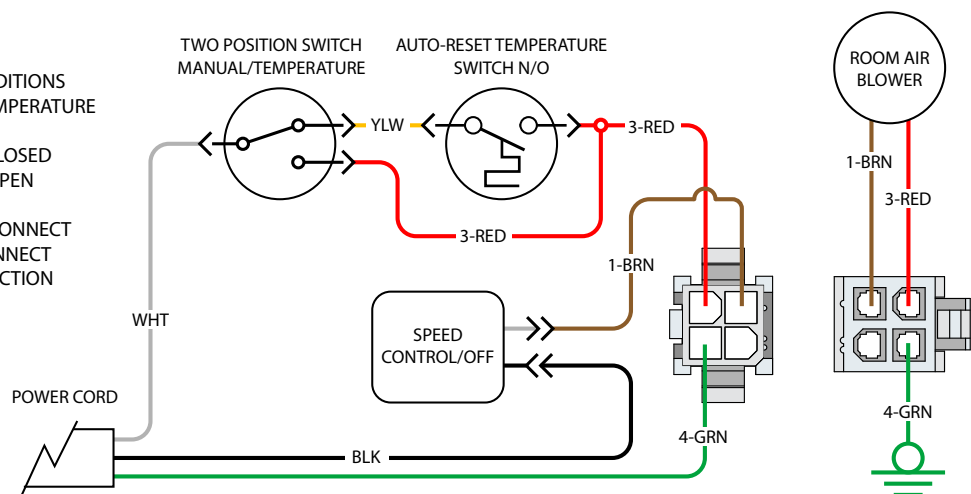 TWO POSITION SWITCH
MANUAL/TEMPERATURE
AUTO-RESET TEMPERATURE
SWITCH N/O
ROOM AIR
BLOWER
YLW
3-RED
1-BRN
3-RED
3-RED
1-BRN
WHT
SPEED
CONTROL/OFF
POWER CORD
4-GRN
4-GRN
BLK